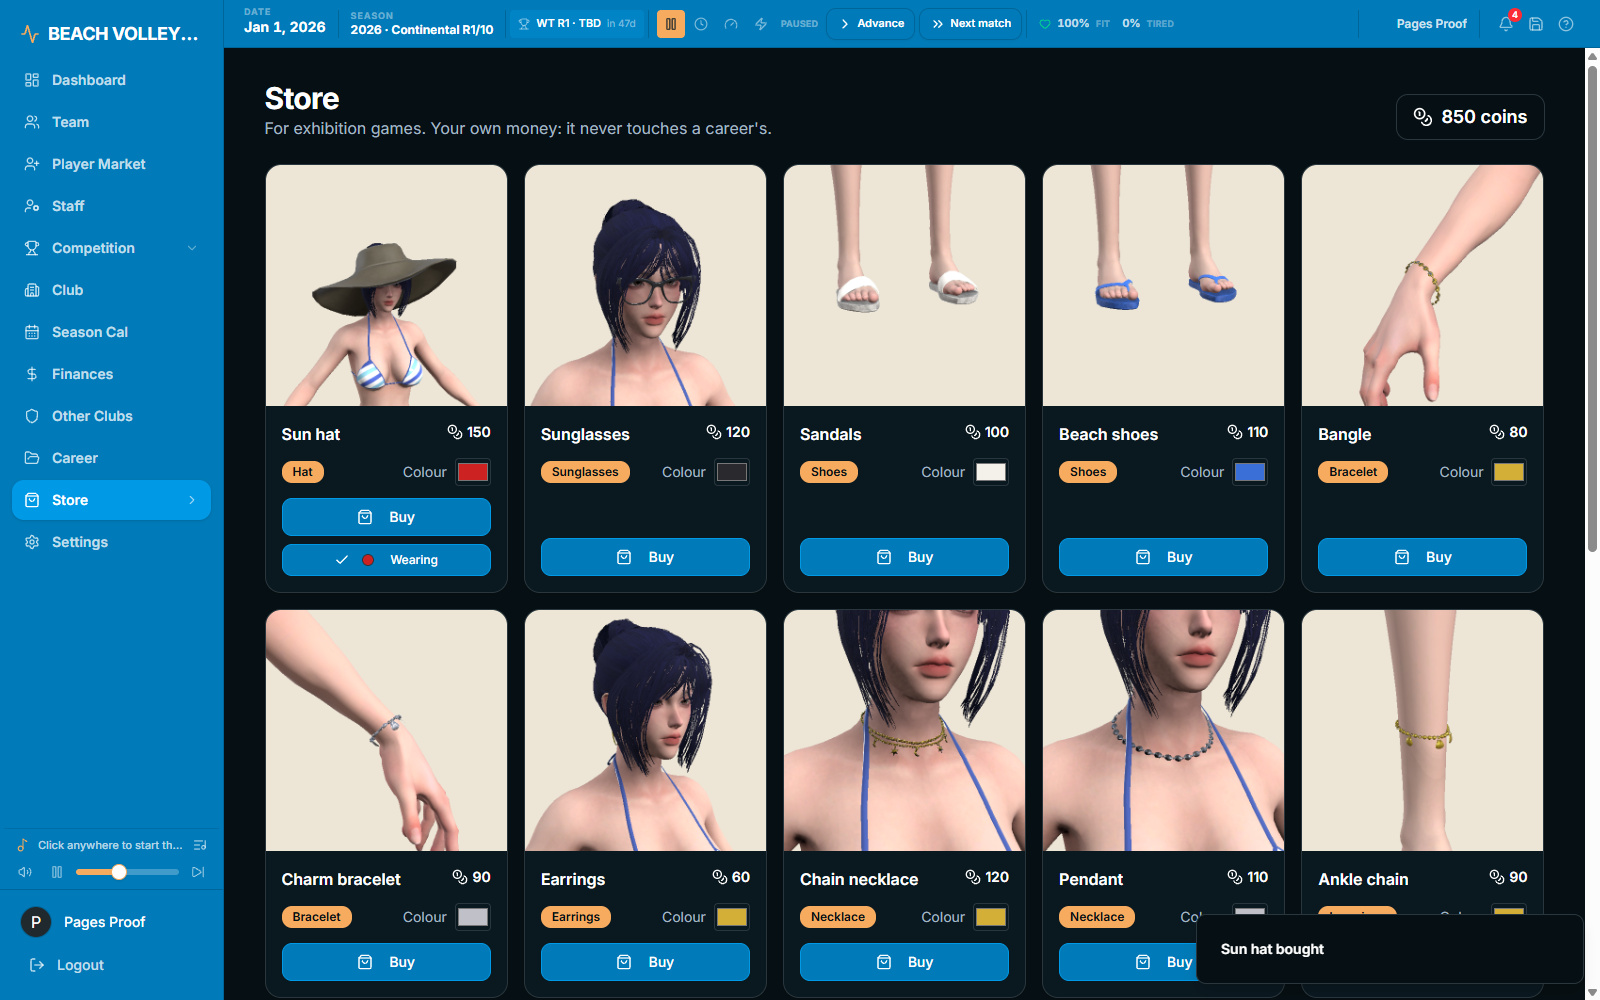 BEACH VOLLEY...
DATE
Jan 1, 2026
SEASON
2026 · Continental R1/10
WT R1 · TBD in 47d
PAUSED
Advance
Next match
100% FIT 0% TIRED
Pages Proof
4
Dashboard
Team
Player Market
Staff
Competition
Club
Season Cal
Finances
Other Clubs
Career
Store
Settings
Click anywhere to start th...
P
Pages Proof
Logout
Store
For exhibition games. Your own money: it never touches a career's.
850 coins
Sun hat 150
Hat Colour
Buy
Wearing
Sunglasses 120
Sunglasses Colour
Buy
Sandals 100
Shoes Colour
Buy
Beach shoes 110
Shoes Colour
Buy
Bangle 80
Bracelet Colour
Buy
Charm bracelet 90
Bracelet Colour
Buy
Earrings 60
Earrings Colour
Buy
Chain necklace 120
Necklace Colour
Buy
Pendant 110
Necklace
Buy
Ankle chain 90
Sun hat bought